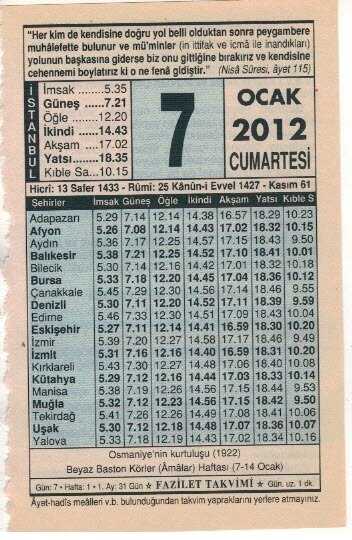 "Her kim de kendisine doğru yol belli olduktan sonra peygambere
muhâlefette bulunur ve mü'minler (in ittifak ve icmâ ile inandıkları)
yolunun başkasına giderse biz onu gittiğine bırakırız ve kendisine
cehennemi boylatırız ki o ne fenâ gidiştir." (Nisâ Sûresi, âyet 115)
İSTANBUL
İmsak 5.35
Güneş 7.21
Öğle 12.20
İkindi 14.43
Akşam 17.02
Yatsı 18.35
Kıble Sa. 10.15
7
OCAK
2012
CUMARTESİ
Hicrî: 13 Safer 1433 - Rûmî: 25 Kânûn-i Evvel 1427 - Kasım 61
Şehirler İmsak Güneş Öğle İkindi Akşam Yatsı Kıble S
Adapazarı 5.29 7.14 12.14 14.38 16.57 18.29 10.23
Afyon 5.26 7.08 12.14 14.43 17.02 18.32 10.15
Aydın 5.36 7.17 12.25 14.57 17.15 18.43 9.50
Balıkesir 5.38 7.21 12.25 14.52 17.10 18.41 10.01
Bilecik 5.30 7.14 12.16 14.42 17.01 18.32 10.18
Bursa 5.33 7.18 12.20 14.45 17.04 18.36 10.12
Çanakkale 5.45 7.29 12.30 14.56 17.14 18.46
Denizli 5.30 7.11 12.20 14.52 17.11 18.39 9.59
Edirne 5.46 7.33 12.30 14.51 17.09 18.43 10.04
Eskişehir 5.27 7.11 12.14 14.41 16.59 18.30 10.20
İzmir 5.39 7.20 12.27 14.58 17.17 18.46 9.49
İzmit 5.31 7.16 12.16 14.40 16.59 18.31 10.20
Kırklareli 5.43 7.30 12.27 14.48 17.06 18.40 10.08
Kütahya 5.29 7.12 12.16 14.44 17.03 18.33 10.14
Manisa 5.38 7.19 12.26 14.56 17.15 18.44 9.53
Muğla 5.32 7.12 12.23 14.56 17.15 18.42 9.50
Tekirdağ 5.41 7.26 12.26 14.49 17.08 18.41 10.06
Uşak 5.30 7.12 12.18 14.48 17.07 18.36 10.07
Yalova 5.33 7.19 12.19 14.43 17.02 18.34 10.16
Osmaniye'nin kurtuluşu (1922)
Beyaz Baston Körler (Âmâlar) Haftası (7-14 Ocak)
Gün: 7 • Hafta: 1 • 1. Ay: 31 Gün ★ FAZİLET TAKVİMİ ★ Gün. uz. 1 dk.
Âyat-hadîs meâlleri v.b. bulunduğundan takvim yapraklarını yerlere atmayınız.